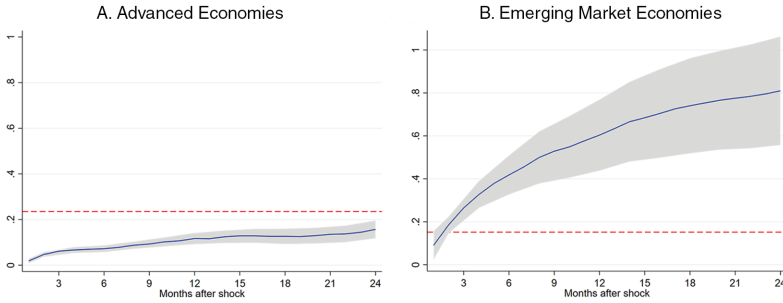 A. Advanced Economies
1
.8
.6
.4
.2
0
3 6 9 12 15 18 21 24
Months after shock
B. Emerging Market Economies
1
.8
.6
.4
.2
0
3 6 9 12 15 18 21 24
Months after shock